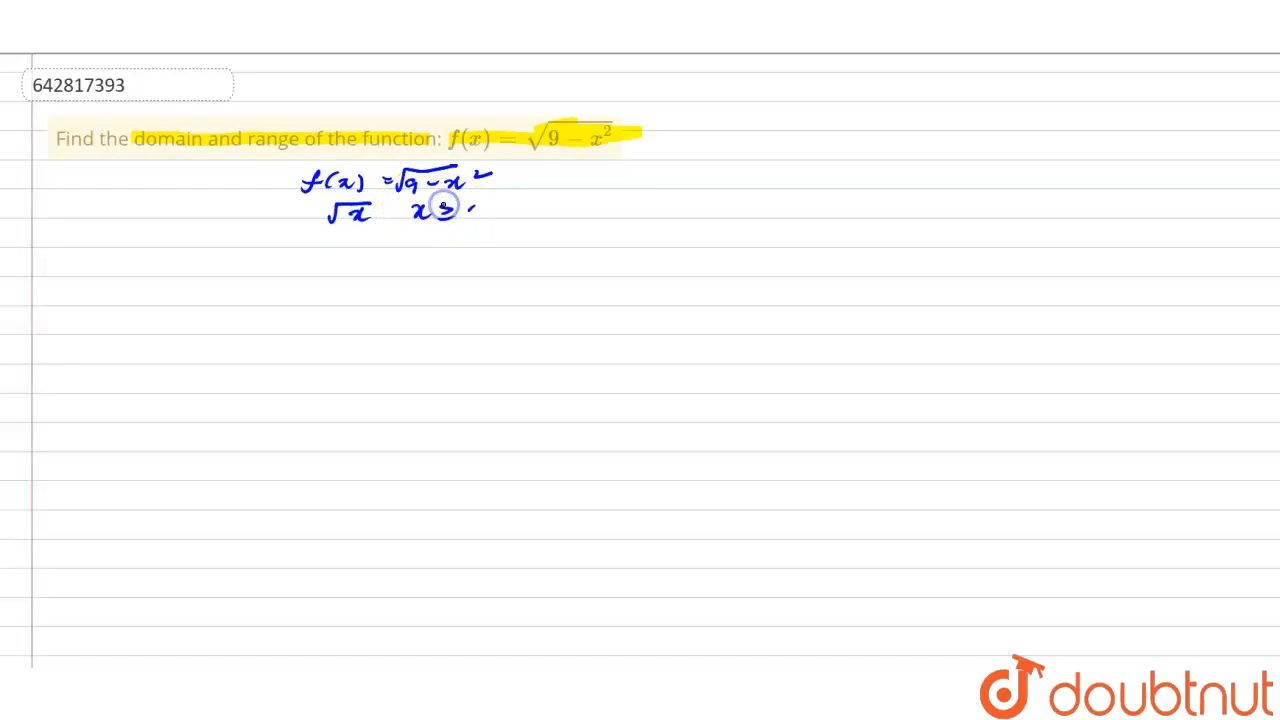 642817393
Find the domain and range of the function: f(x) = √(9 − x²)
f(x) = √(9 − x²)
√x x ≥
doubtnut